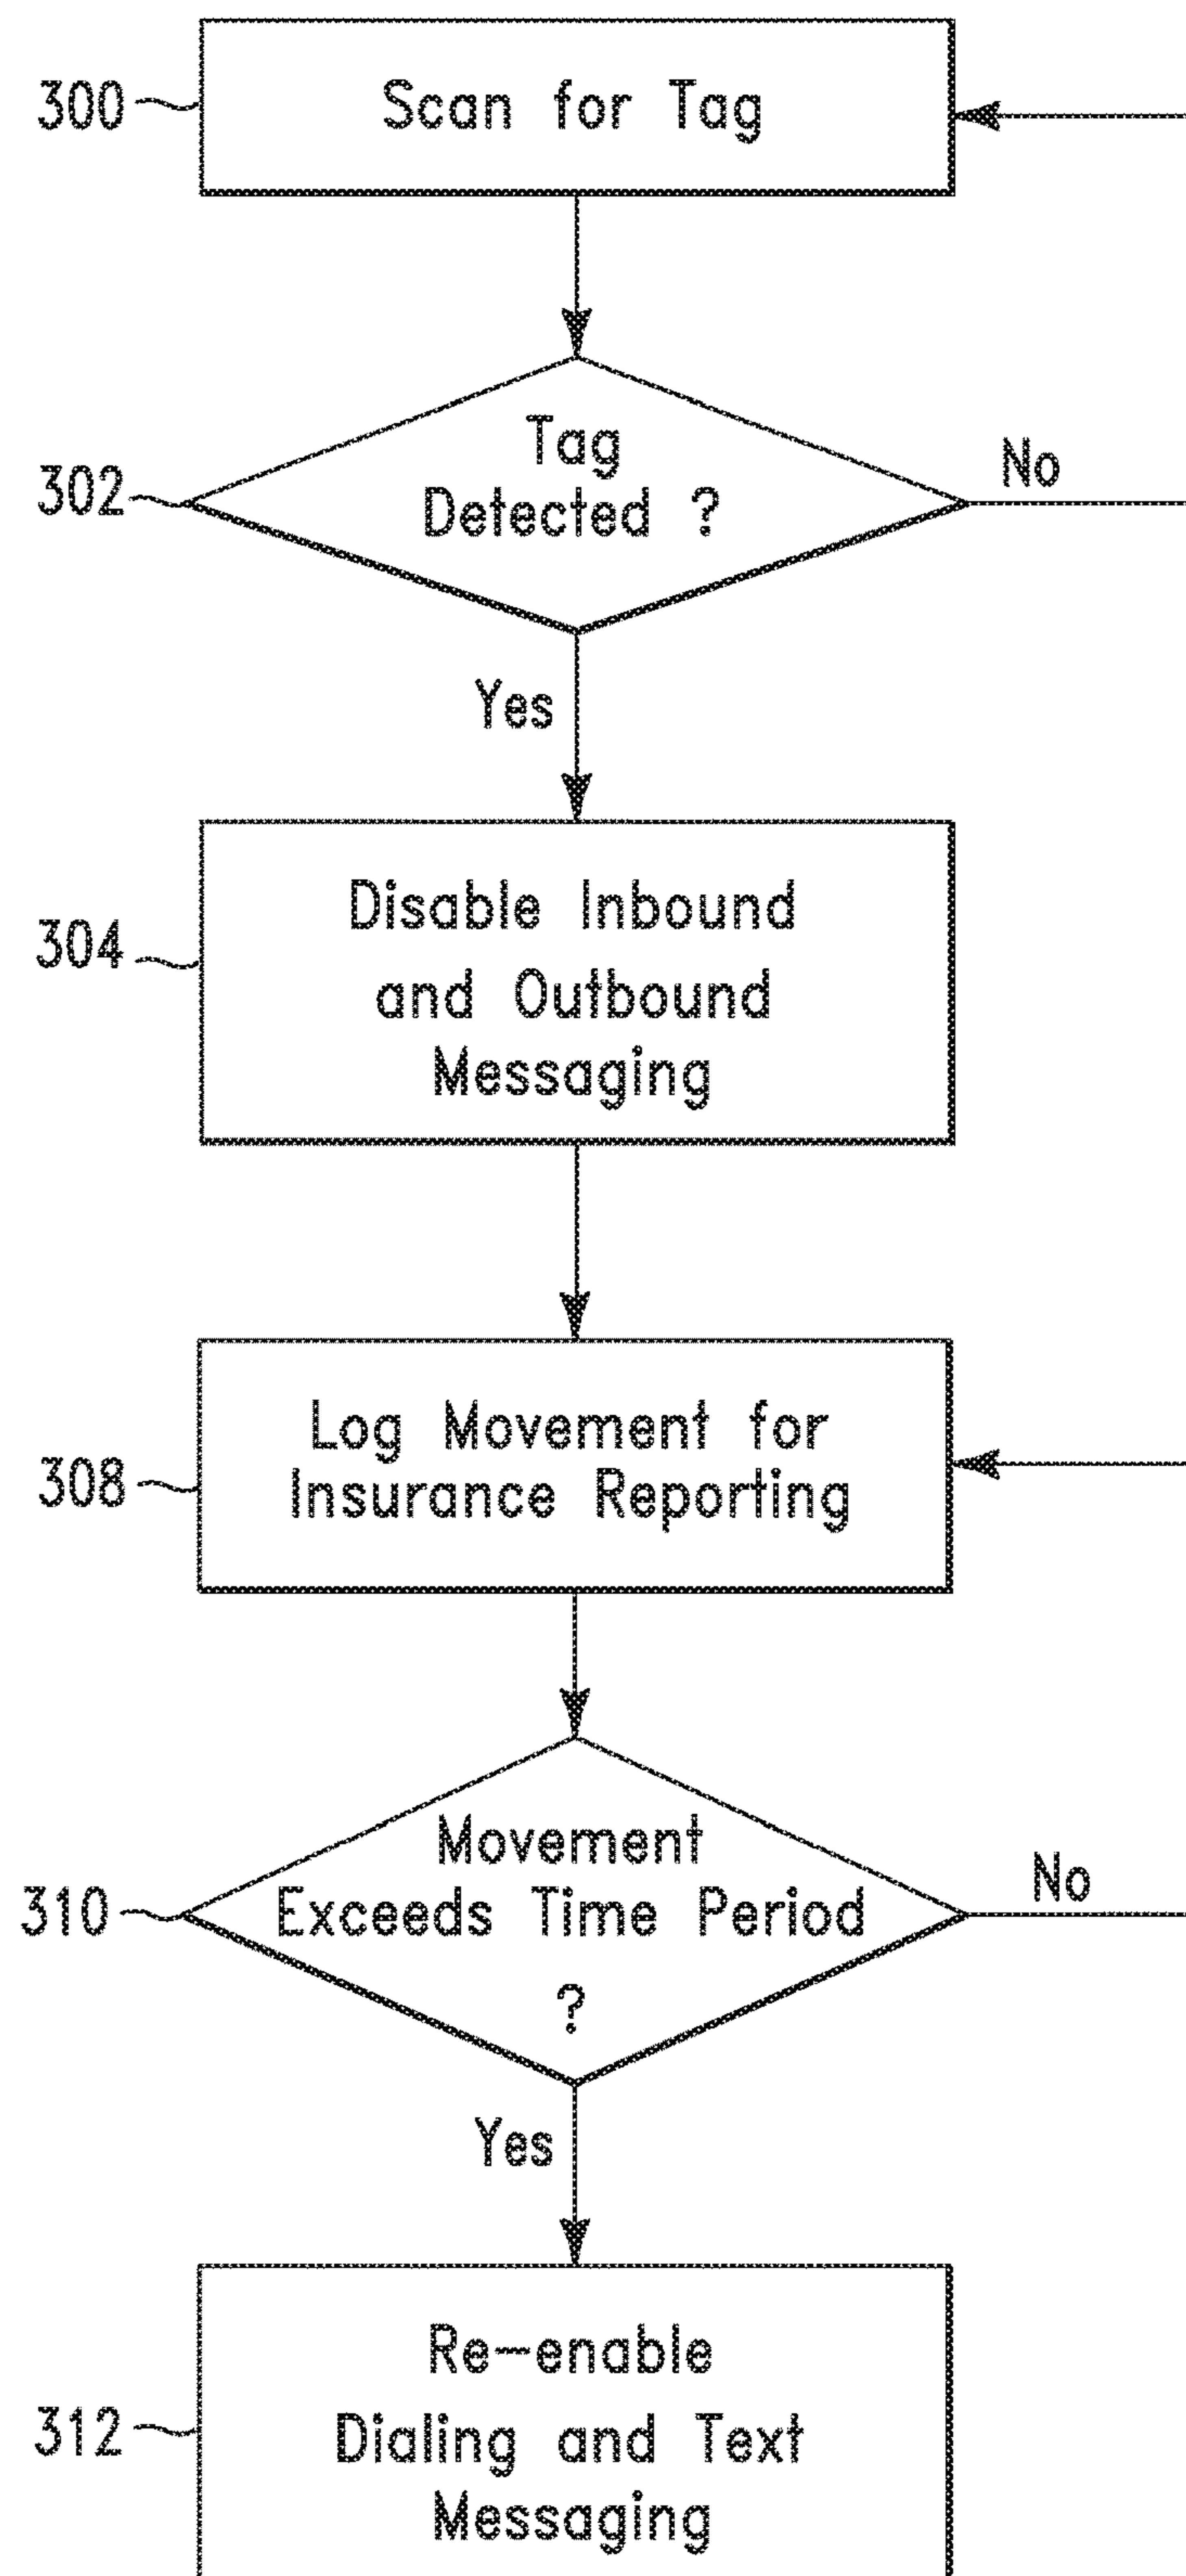 300
Scan for Tag
302
Tag
Detected ?
No
Yes
304
Disable Inbound
and Outbound
Messaging
308
Log Movement for
Insurance Reporting
310
Movement
Exceeds Time Period
?
No
Yes
312
Re-enable
Dialing and Text
Messaging